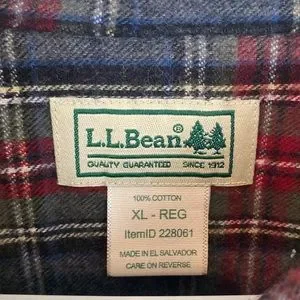 L.L.Bean®
QUALITY GUARANTEED SINCE 1912
100% COTTON
XL - REG
ItemID 228061
MADE IN EL SALVADOR
CARE ON REVERSE